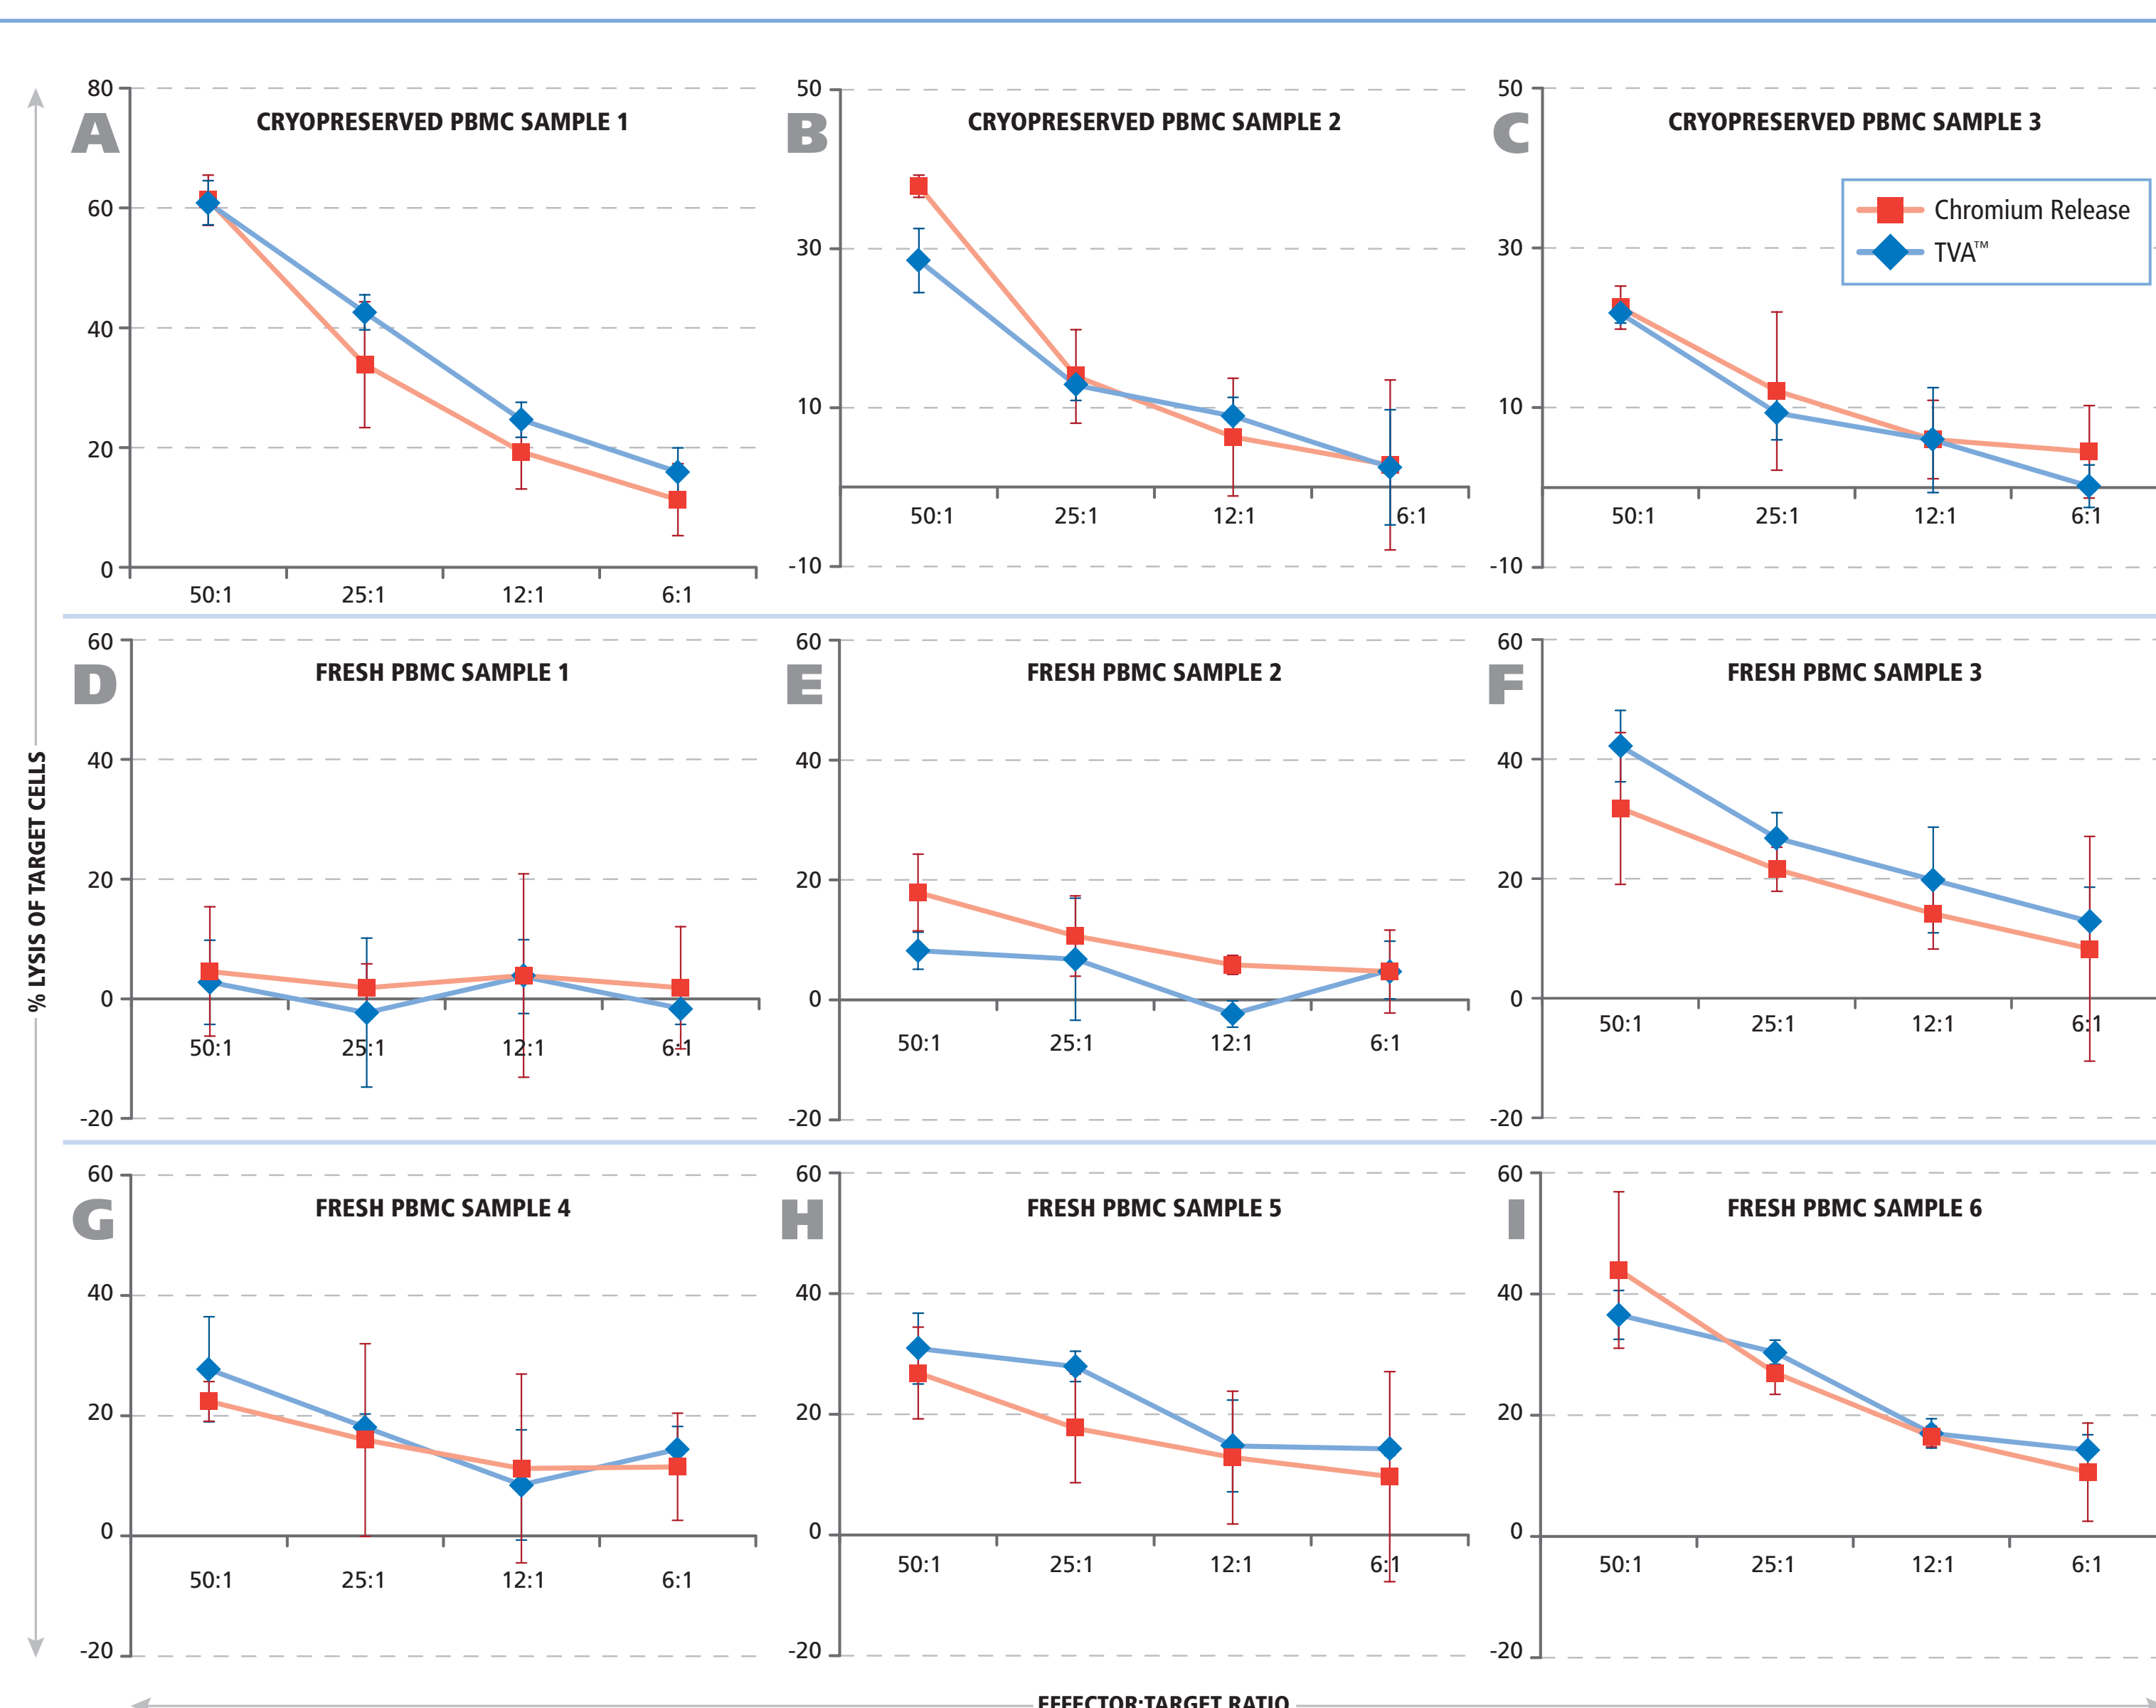 A
CRYOPRESERVED PBMC SAMPLE 1
80
60
40
20
0
50:1 25:1 12:1 6:1
B
CRYOPRESERVED PBMC SAMPLE 2
50
30
10
-10
50:1 25:1 12:1 6:1
C
CRYOPRESERVED PBMC SAMPLE 3
50
30
10
-10
50:1 25:1 12:1 6:1
Chromium Release
TVA™
% LYSIS OF TARGET CELLS
D
FRESH PBMC SAMPLE 1
60
40
20
0
-20
50:1 25:1 12:1 6:1
E
FRESH PBMC SAMPLE 2
60
40
20
0
-20
50:1 25:1 12:1 6:1
F
FRESH PBMC SAMPLE 3
60
40
20
0
-20
50:1 25:1 12:1 6:1
G
FRESH PBMC SAMPLE 4
60
40
20
0
-20
50:1 25:1 12:1 6:1
H
FRESH PBMC SAMPLE 5
60
40
20
0
-20
50:1 25:1 12:1 6:1
I
FRESH PBMC SAMPLE 6
60
40
20
0
-20
50:1 25:1 12:1 6:1
EFFECTOR:TARGET RATIO